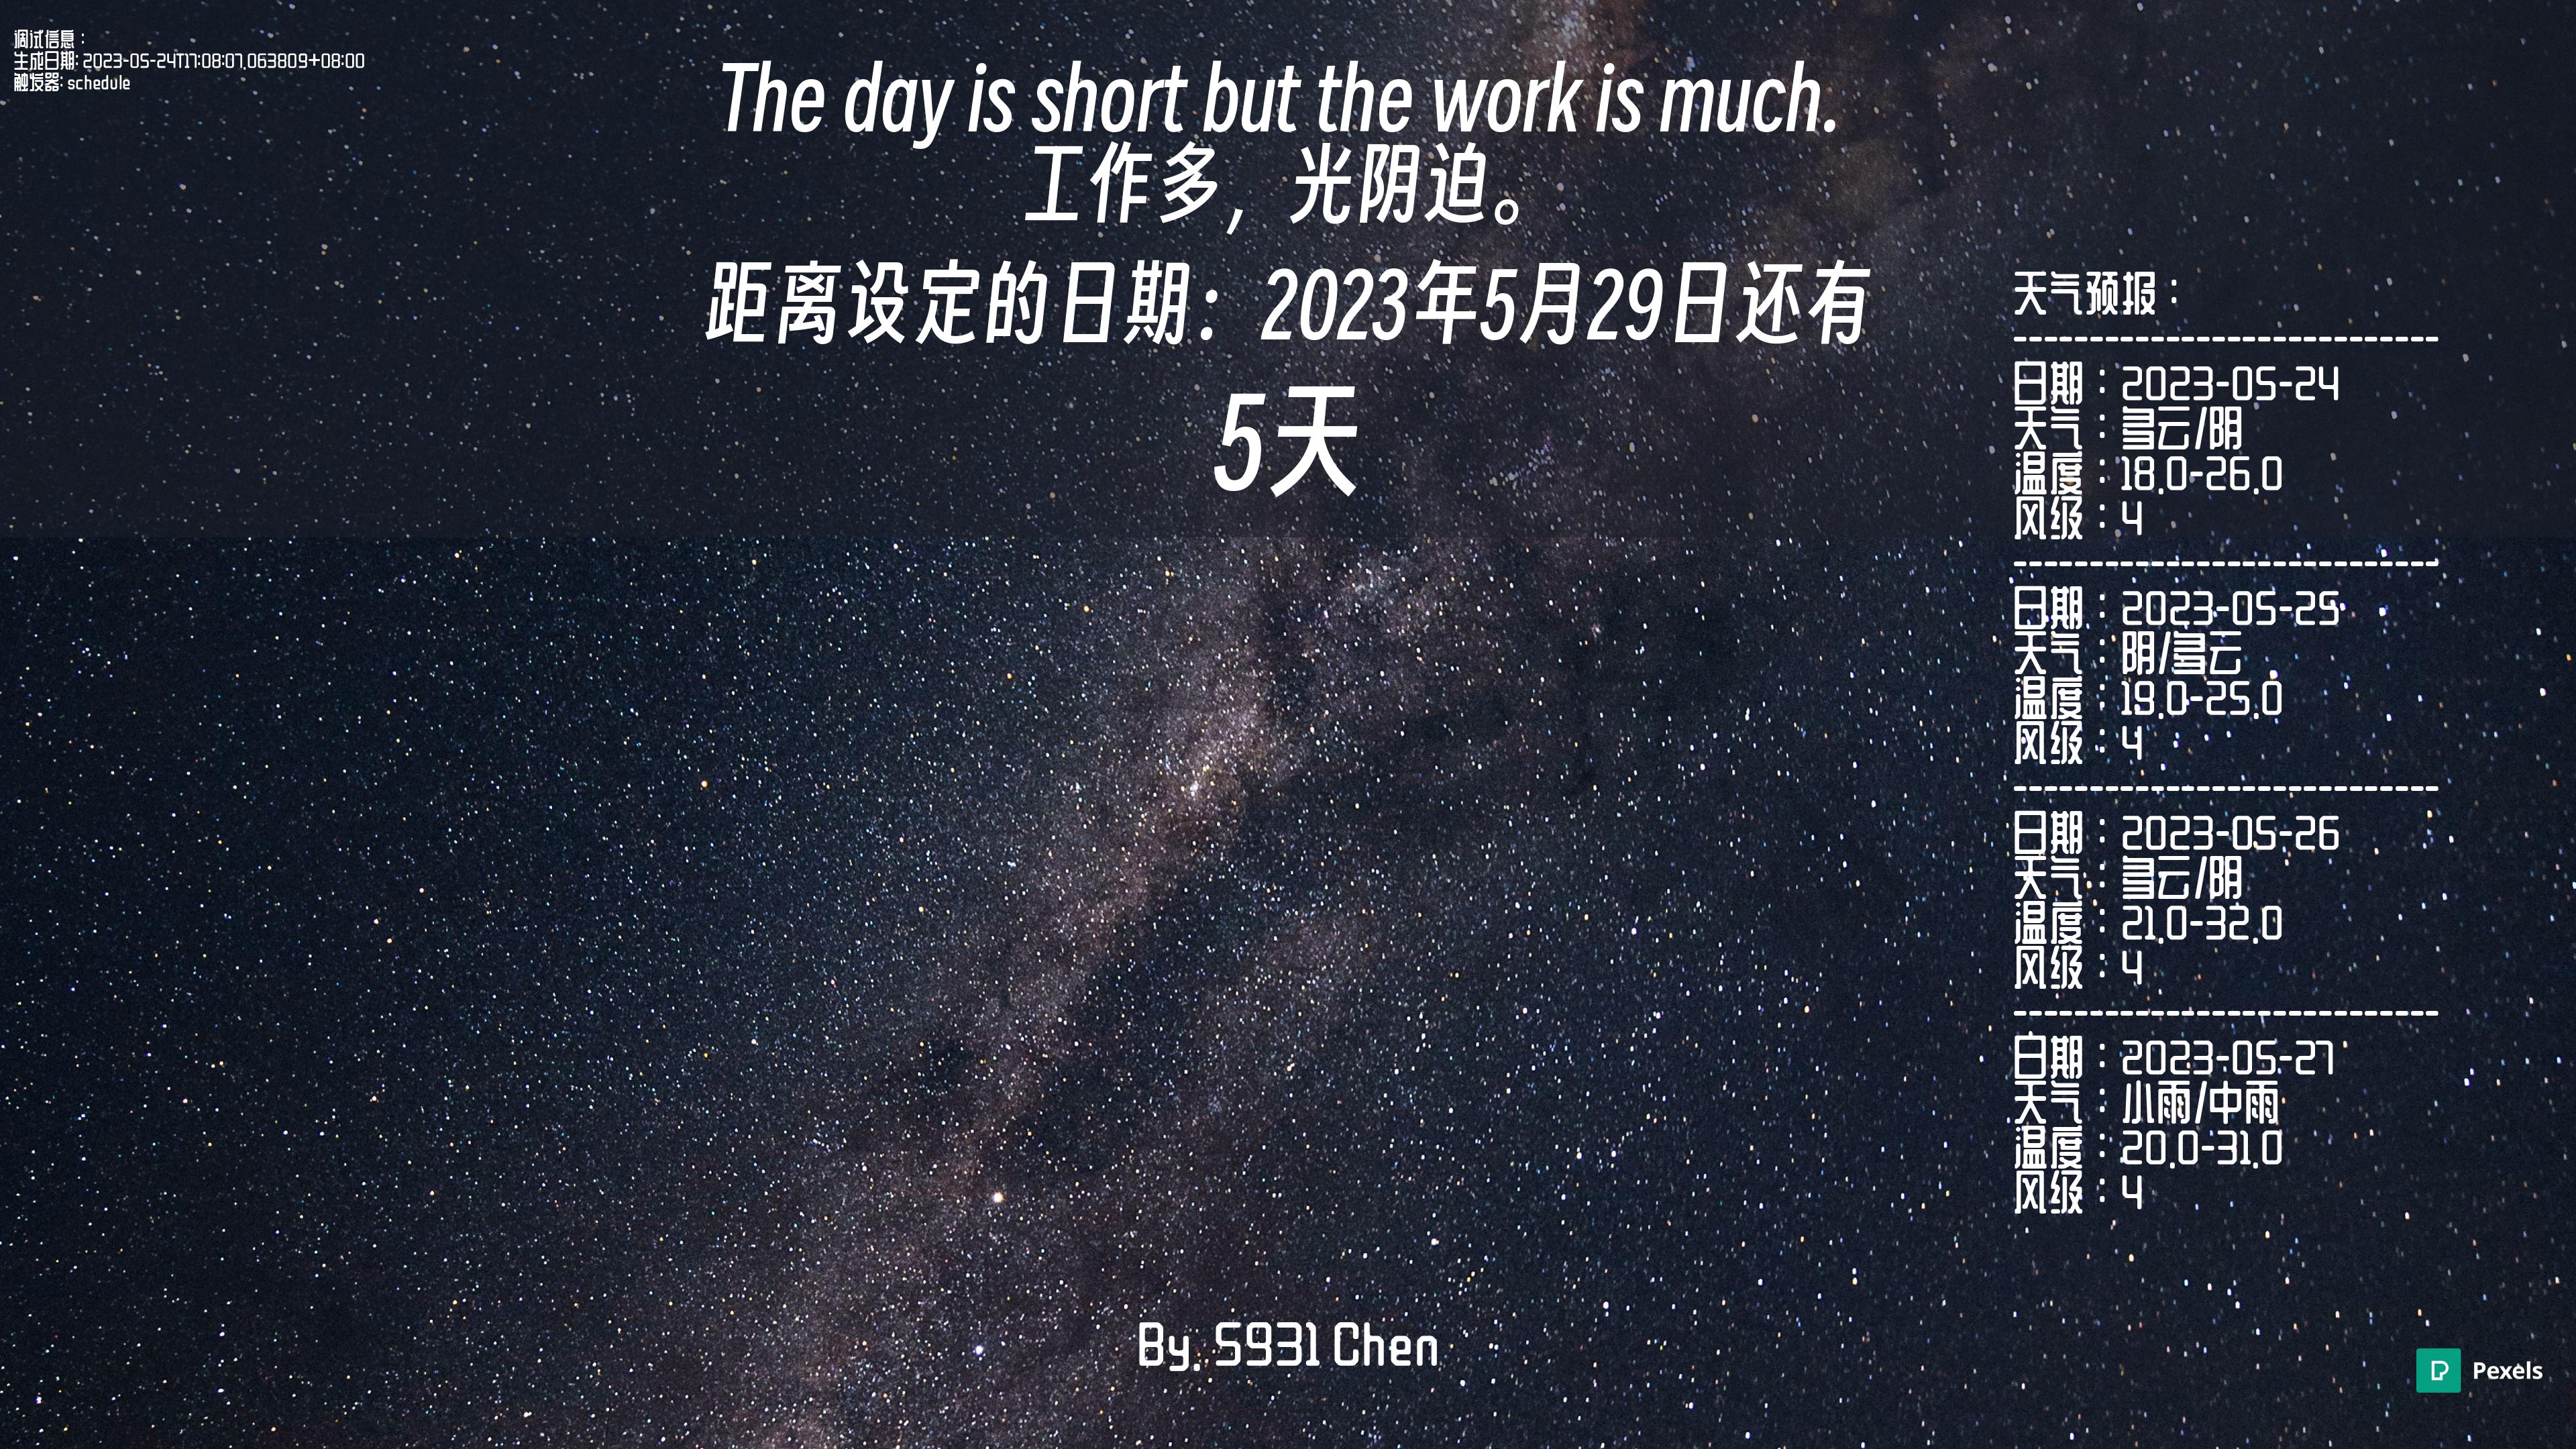 调试信息：
生成日期: 2023-05-24T17:08:07.063809+08:00
触发器: schedule
The day is short but the work is much.
工作多，光阴迫。
距离设定的日期：2023年5月29日还有
5天
天气预报：
----------------------------
日期：2023-05-24
天气：多云/阴
温度：18.0-26.0
风级：4
----------------------------
日期：2023-05-25
天气：阴/多云
温度：19.0-25.0
风级：4
----------------------------
日期：2023-05-26
天气：多云/阴
温度：21.0-32.0
风级：4
----------------------------
日期：2023-05-27
天气：小雨/中雨
温度：20.0-31.0
风级：4
By. S931 Chen
Pexels